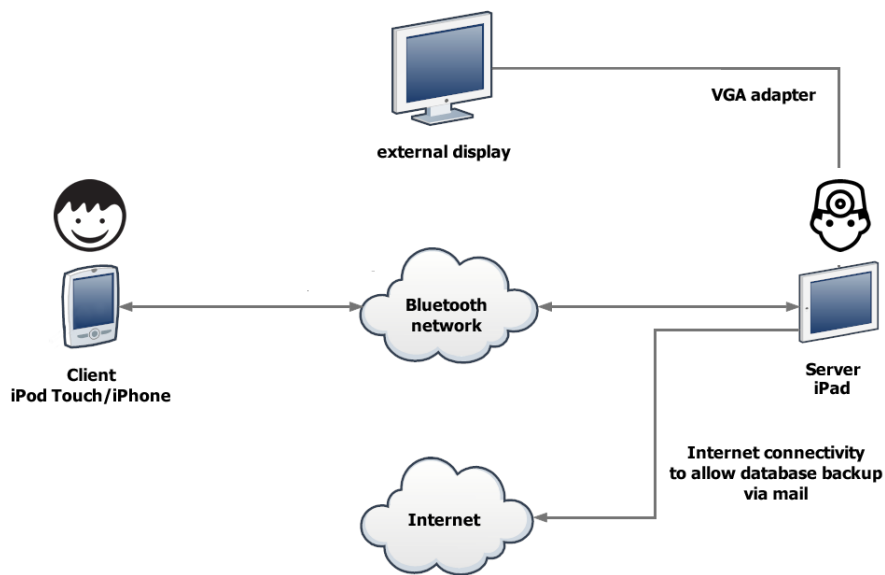 VGA adapter
external display
Bluetooth
network
Client
iPod Touch/iPhone
Server
iPad
Internet connectivity
to allow database backup
via mail
Internet